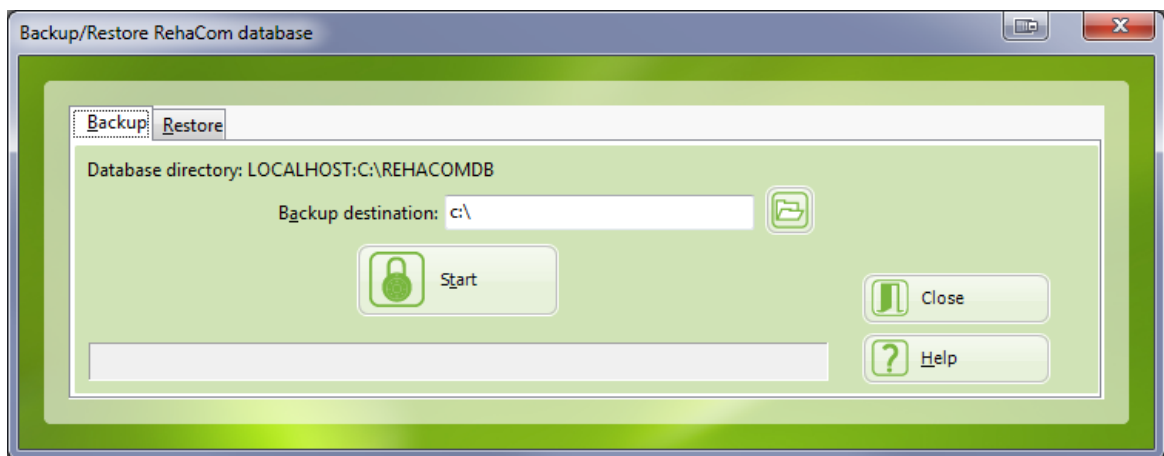 Backup/Restore RehaCom database
Backup Restore
Database directory: LOCALHOST:C:\REHACOMDB
Backup destination: c:\
Start
Close
Help